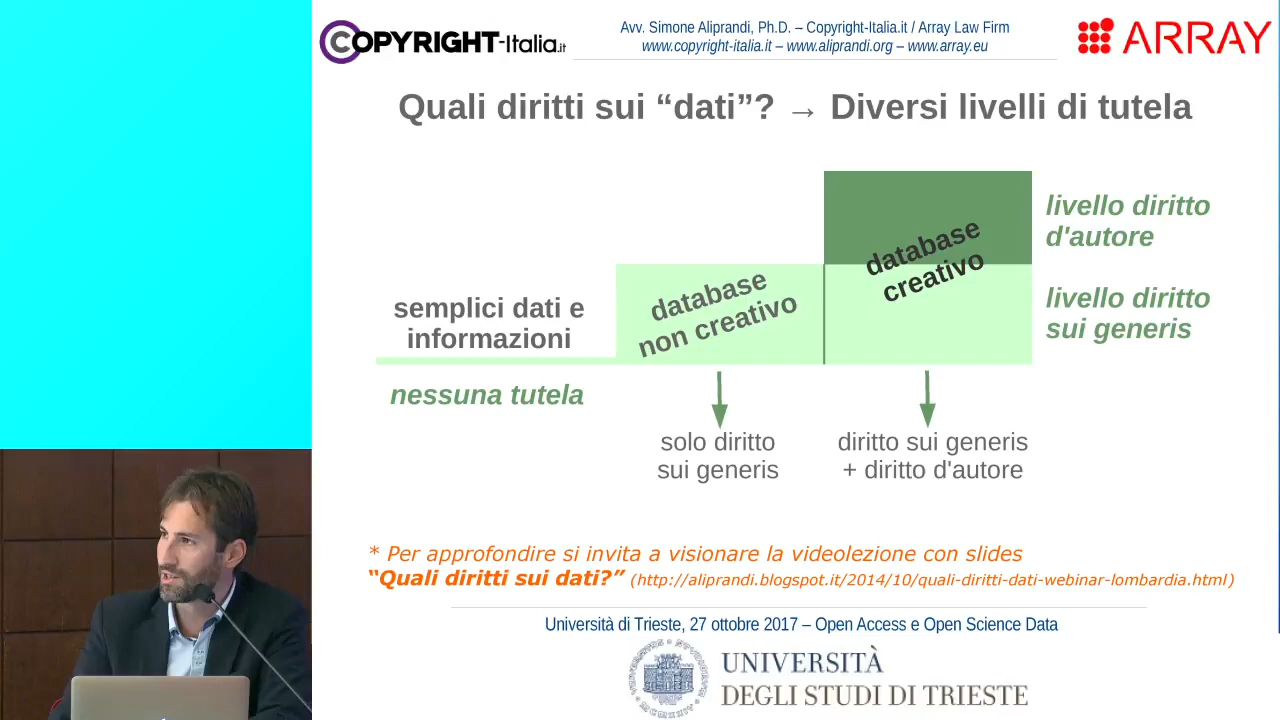 COPYRIGHT-Italia.it
Avv. Simone Aliprandi, Ph.D. – Copyright-Italia.it / Array Law Firm
www.copyright-italia.it – www.aliprandi.org – www.array.eu
ARRAY
Quali diritti sui “dati”? → Diversi livelli di tutela
livello diritto
d'autore
database
creativo
livello diritto
sui generis
database
non creativo
semplici dati e
informazioni
nessuna tutela
solo diritto
sui generis
diritto sui generis
+ diritto d'autore
* Per approfondire si invita a visionare la videolezione con slides
“Quali diritti sui dati?” (http://aliprandi.blogspot.it/2014/10/quali-diritti-dati-webinar-lombardia.html)
Università di Trieste, 27 ottobre 2017 – Open Access e Open Science Data
UNIVERSITÀ
DEGLI STUDI DI TRIESTE